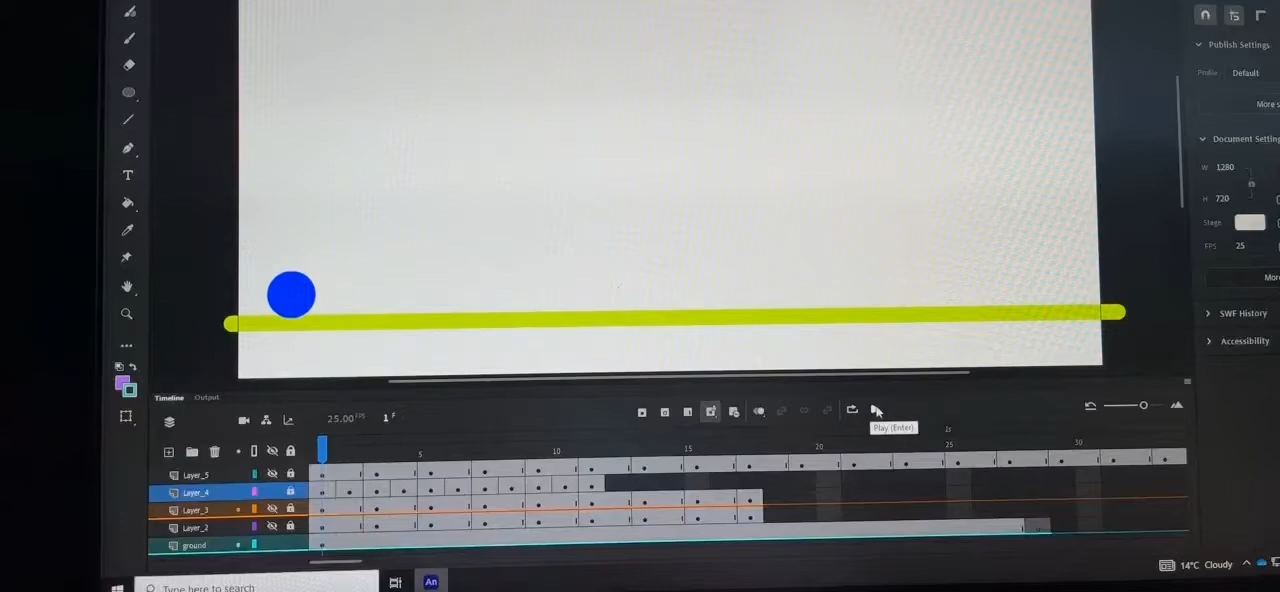 T
Timeline
Output
25.00 FPS
1 F
Play (Enter)
1s
5
10
15
20
25
30
Layer_5
Layer_4
Layer_3
Layer_2
ground
Publish Settings
Profile Default
More s
Document Settin
W 1280
H 720
Stage
FPS 25
More
SWF History
Accessibility
Type here to search
An
14°C Cloudy